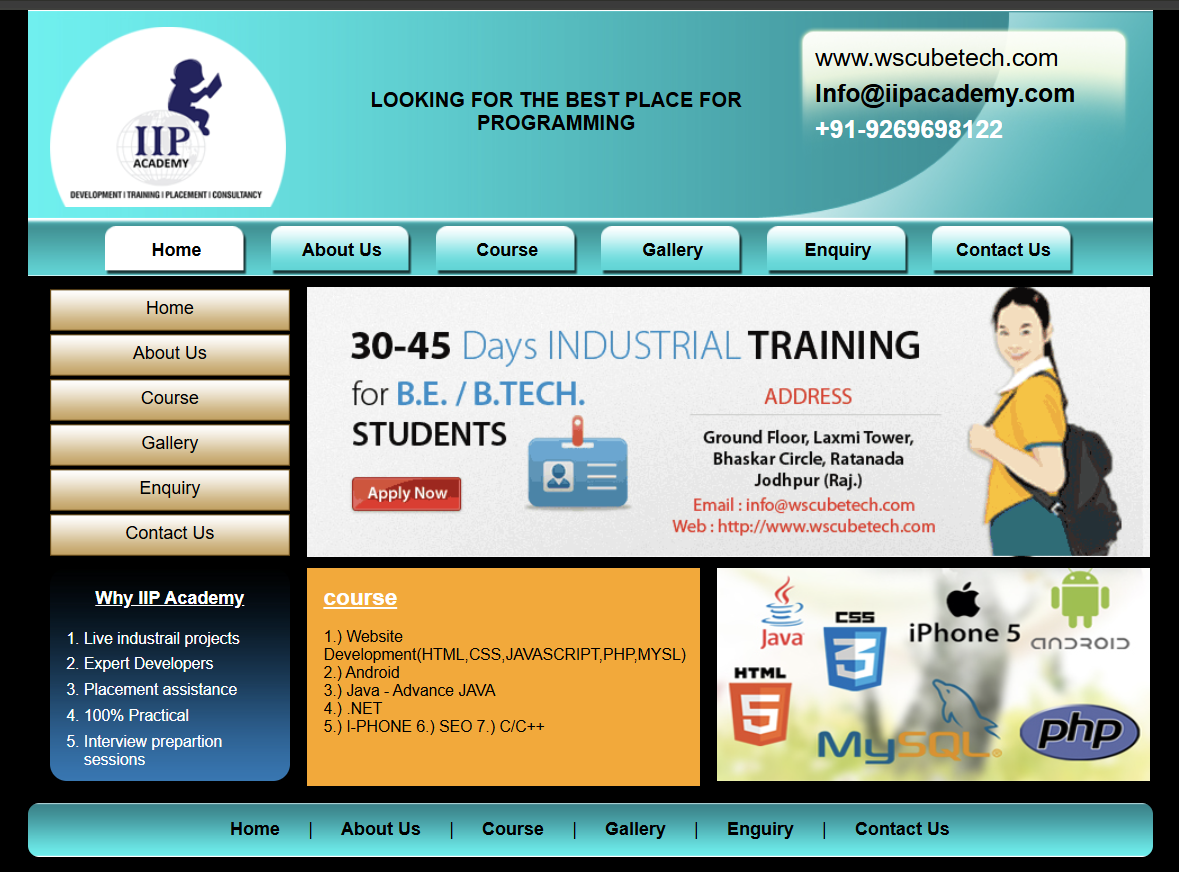 IIP
ACADEMY
DEVELOPMENT | TRAINING | PLACEMENT | CONSULTANCY
LOOKING FOR THE BEST PLACE FOR
PROGRAMMING
www.wscubetech.com
Info@iipacademy.com
+91-9269698122
Home About Us Course Gallery Enquiry Contact Us
Home
About Us
Course
Gallery
Enquiry
Contact Us
30-45 Days INDUSTRIAL TRAINING
for B.E. / B.TECH.
STUDENTS
Apply Now
ADDRESS
Ground Floor, Laxmi Tower,
Bhaskar Circle, Ratanada
Jodhpur (Raj.)
Email : info@wscubetech.com
Web : http://www.wscubetech.com
Why IIP Academy
1. Live industrail projects
2. Expert Developers
3. Placement assistance
4. 100% Practical
5. Interview prepartion
sessions
course
1.) Website
Development(HTML,CSS,JAVASCRIPT,PHP,MYSL)
2.) Android
3.) Java - Advance JAVA
4.) .NET
5.) I-PHONE 6.) SEO 7.) C/C++
Java
CSS
3
iPhone 5
ANDROID
HTML
5
MySQL®
php
Home | About Us | Course | Gallery | Enguiry | Contact Us